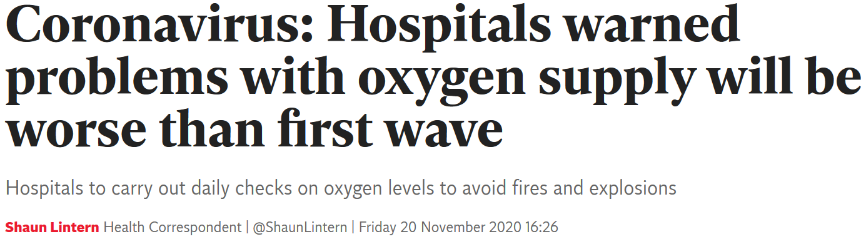 Coronavirus: Hospitals warned
problems with oxygen supply will be
worse than first wave
Hospitals to carry out daily checks on oxygen levels to avoid fires and explosions
Shaun Lintern Health Correspondent | @ShaunLintern | Friday 20 November 2020 16:26